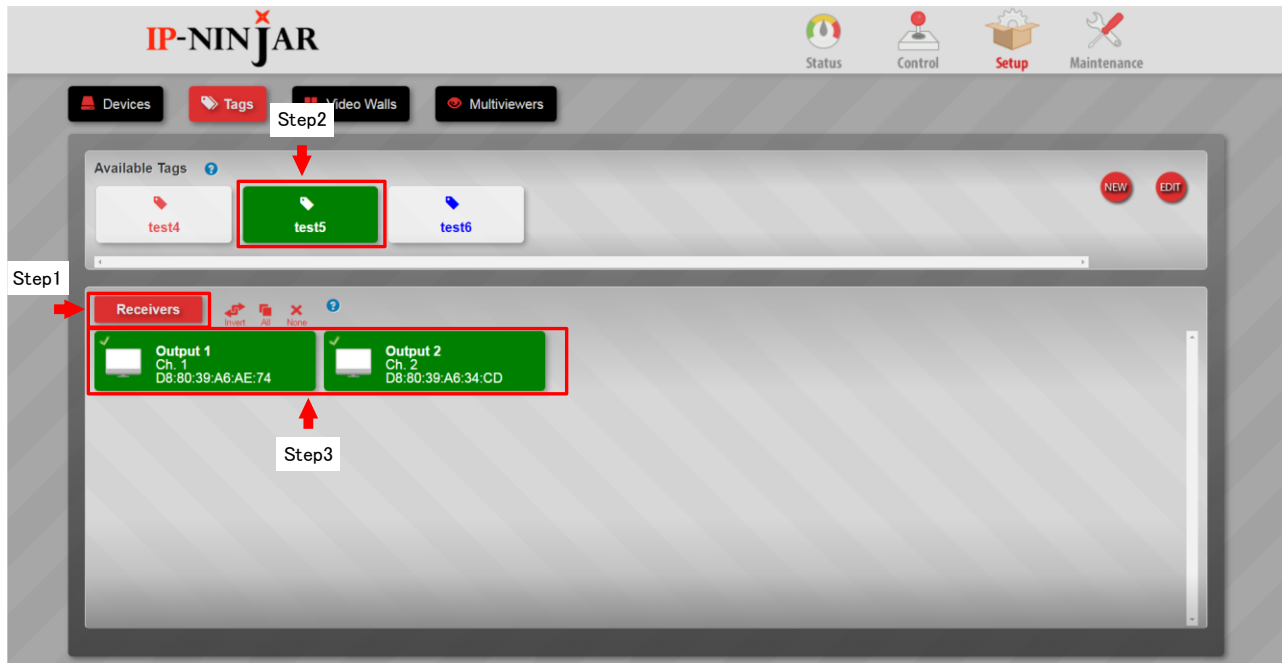 IP-NINJAR
Status
Control
Setup
Maintenance
Devices
Tags
Video Walls
Multiviewers
Step2
Available Tags ?
NEW
EDIT
test4
test5
test6
Step1
Receivers
Invert
All
None
?
Output 1
Ch. 1
D8:80:39:A6:AE:74
Output 2
Ch. 2
D8:80:39:A6:34:CD
Step3